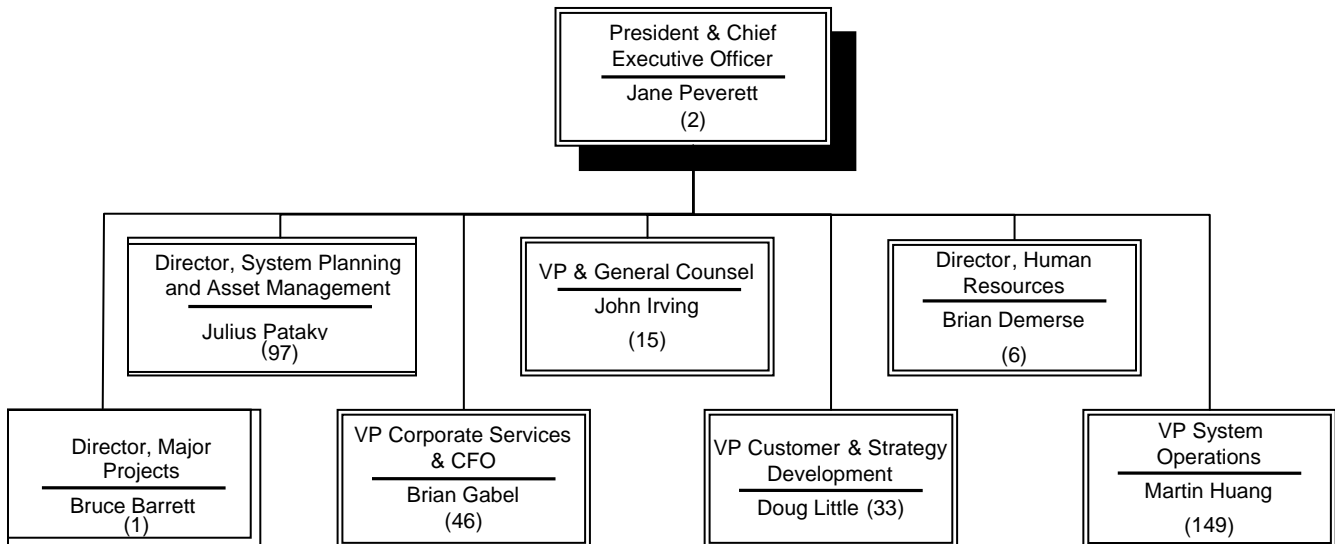 President & Chief
Executive Officer
Jane Peverett
(2)
Director, System Planning
and Asset Management
Julius Pataky
(97)
VP & General Counsel
John Irving
(15)
Director, Human
Resources
Brian Demerse
(6)
Director, Major
Projects
Bruce Barrett
(1)
VP Corporate Services
& CFO
Brian Gabel
(46)
VP Customer & Strategy
Development
Doug Little (33)
VP System
Operations
Martin Huang
(149)